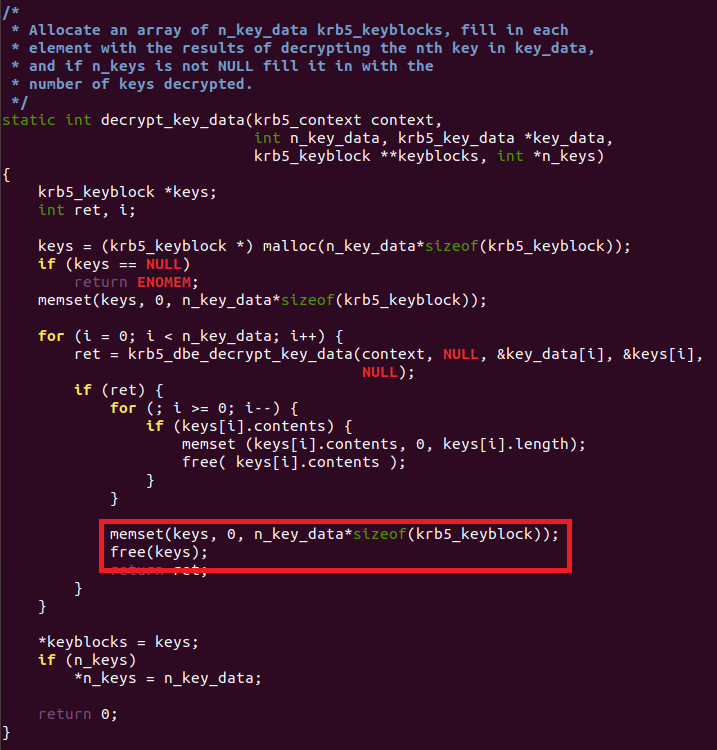 /*
 * Allocate an array of n_key_data krb5_keyblocks, fill in each
 * element with the results of decrypting the nth key in key_data,
 * and if n_keys is not NULL fill it in with the
 * number of keys decrypted.
 */
static int decrypt_key_data(krb5_context context,
                            int n_key_data, krb5_key_data *key_data,
                            krb5_keyblock **keyblocks, int *n_keys)
{
    krb5_keyblock *keys;
    int ret, i;

    keys = (krb5_keyblock *) malloc(n_key_data*sizeof(krb5_keyblock));
    if (keys == NULL)
        return ENOMEM;
    memset(keys, 0, n_key_data*sizeof(krb5_keyblock));

    for (i = 0; i < n_key_data; i++) {
        ret = krb5_dbe_decrypt_key_data(context, NULL, &key_data[i], &keys[i],
                                        NULL);
        if (ret) {
            for (; i >= 0; i--) {
                if (keys[i].contents) {
                    memset (keys[i].contents, 0, keys[i].length);
                    free( keys[i].contents );
                }
            }

            memset(keys, 0, n_key_data*sizeof(krb5_keyblock));
            free(keys);
            return ret;
        }
    }

    *keyblocks = keys;
    if (n_keys)
        *n_keys = n_key_data;

    return 0;
}